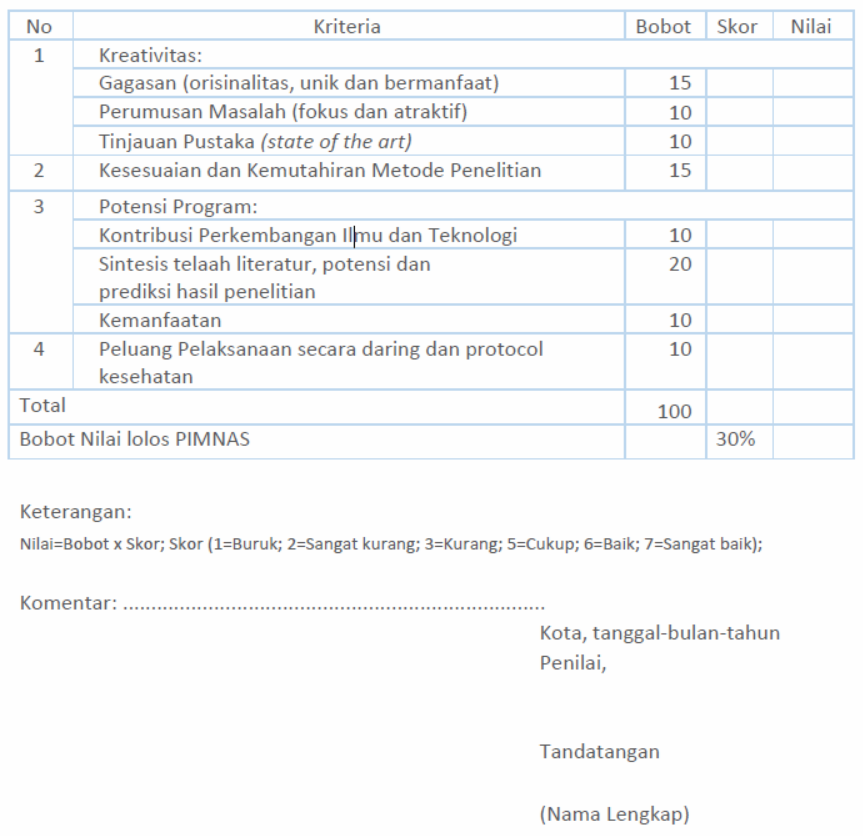 No Kriteria Bobot Skor Nilai
1 Kreativitas:
Gagasan (orisinalitas, unik dan bermanfaat) 15
Perumusan Masalah (fokus dan atraktif) 10
Tinjauan Pustaka (state of the art) 10
2 Kesesuaian dan Kemutahiran Metode Penelitian 15
3 Potensi Program:
Kontribusi Perkembangan Ilmu dan Teknologi 10
Sintesis telaah literatur, potensi dan 20
prediksi hasil penelitian
Kemanfaatan 10
4 Peluang Pelaksanaan secara daring dan protocol 10
kesehatan
Total 100
Bobot Nilai lolos PIMNAS 30%
Keterangan:
Nilai=Bobot x Skor; Skor (1=Buruk; 2=Sangat kurang; 3=Kurang; 5=Cukup; 6=Baik; 7=Sangat baik);
Komentar: ..........................................................................
Kota, tanggal-bulan-tahun
Penilai,
Tandatangan
(Nama Lengkap)